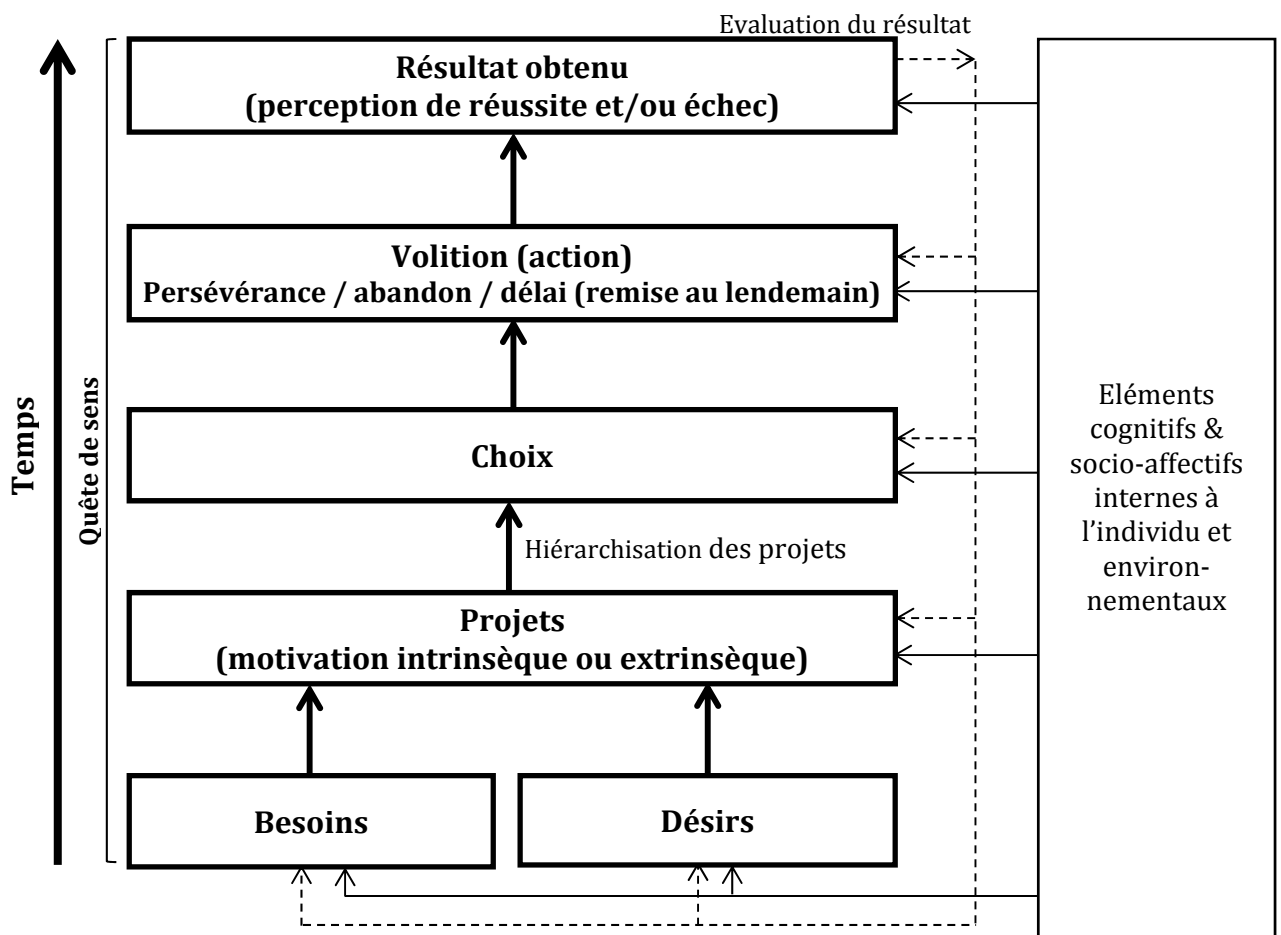 Evaluation du résultat
Résultat obtenu
(perception de réussite et/ou échec)
Volition (action)
Persévérance / abandon / délai (remise au lendemain)
Choix
Hiérarchisation des projets
Projets
(motivation intrinsèque ou extrinsèque)
Besoins
Désirs
Temps
Quête de sens
Eléments
cognitifs &
socio-affectifs
internes à
l’individu et
environ-
nementaux